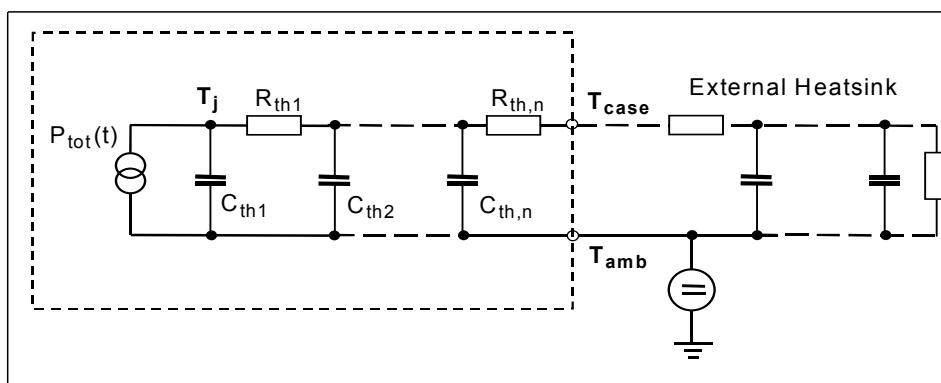 External Heatsink
T_j
R_th1
R_th,n
T_case
P_tot(t)
C_th1
C_th2
C_th,n
T_amb